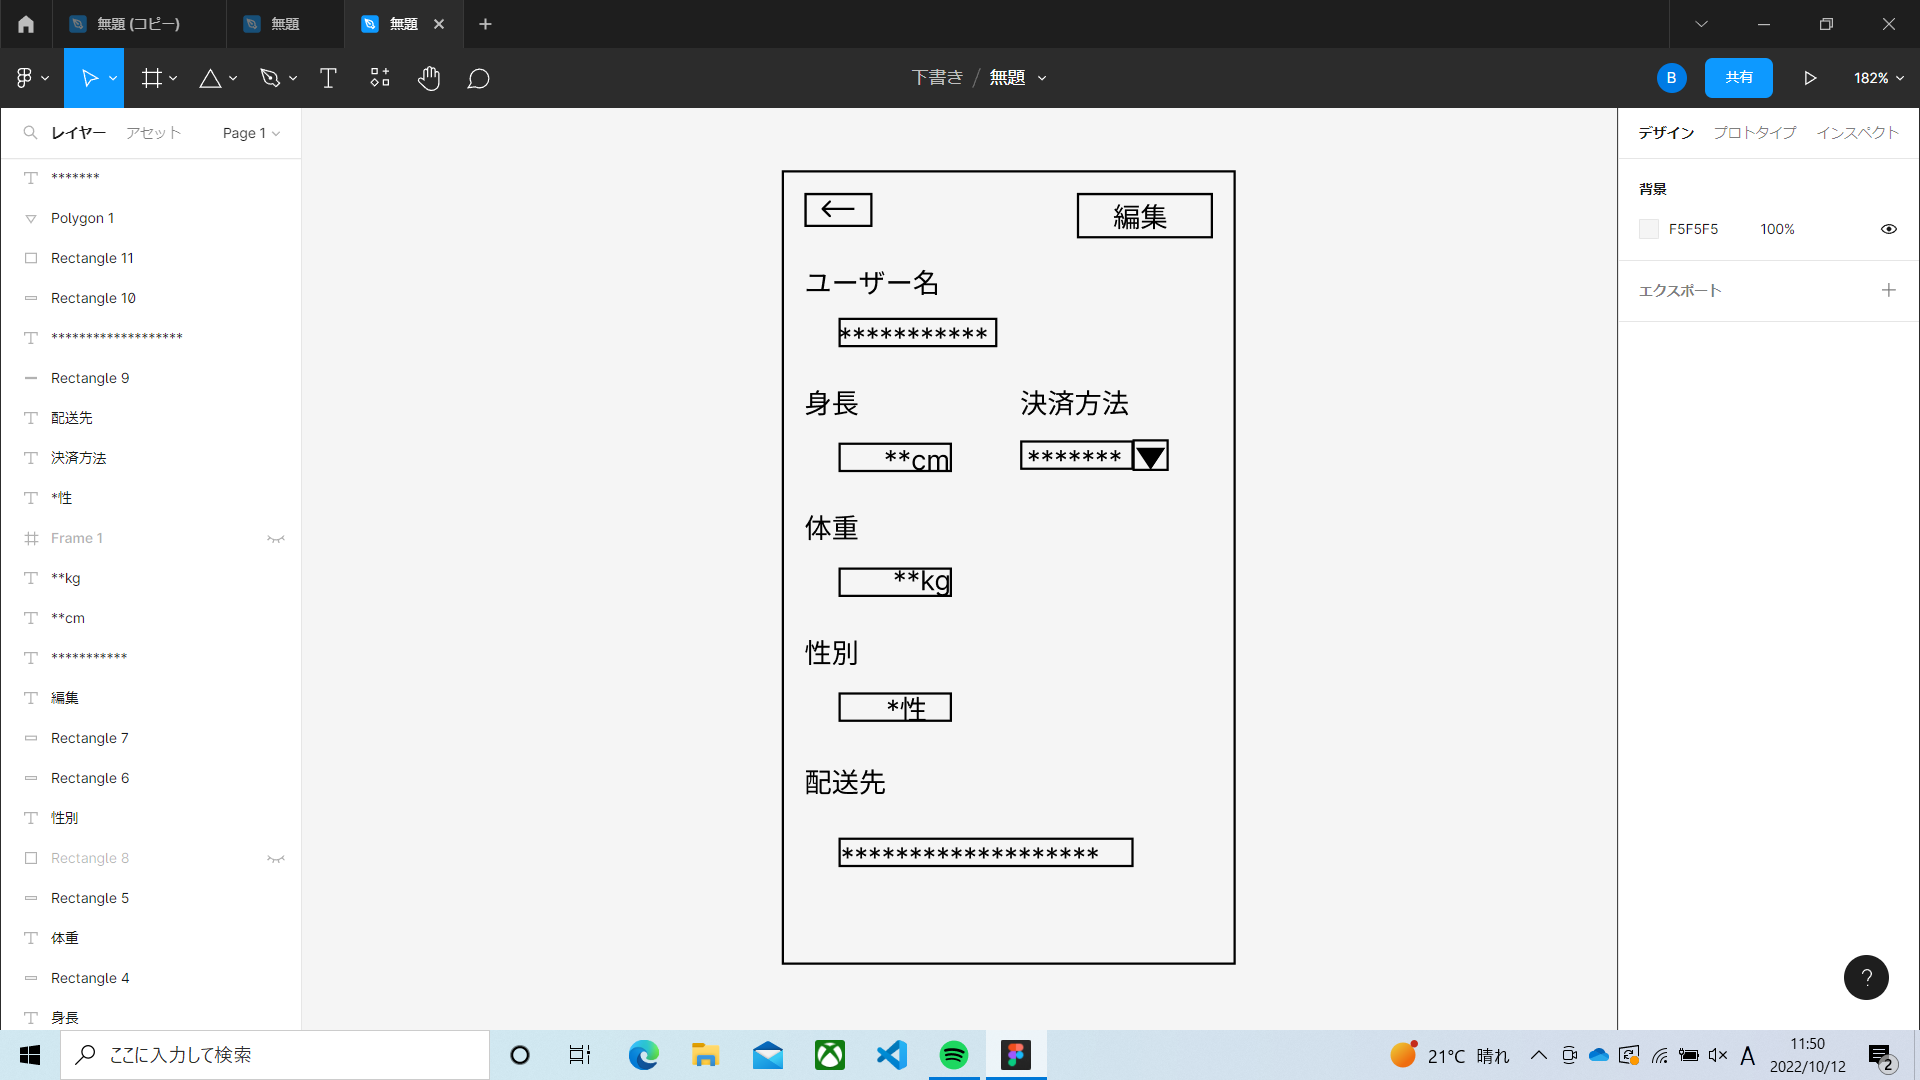 無題 (コピー)
無題
無題
下書き / 無題
B
共有
182%
レイヤー
アセット
Page 1
*******
Polygon 1
Rectangle 11
Rectangle 10
*******************
Rectangle 9
配送先
決済方法
*性
Frame 1
**kg
**cm
***********
編集
Rectangle 7
Rectangle 6
性別
Rectangle 8
Rectangle 5
体重
Rectangle 4
身長
←
編集
ユーザー名
***********
身長
決済方法
**cm
*******
体重
**kg
性別
*性
配送先
*******************
デザイン
プロトタイプ
インスペクト
背景
F5F5F5
100%
エクスポート
?
ここに入力して検索
21°C 晴れ
A
11:50
2022/10/12
2